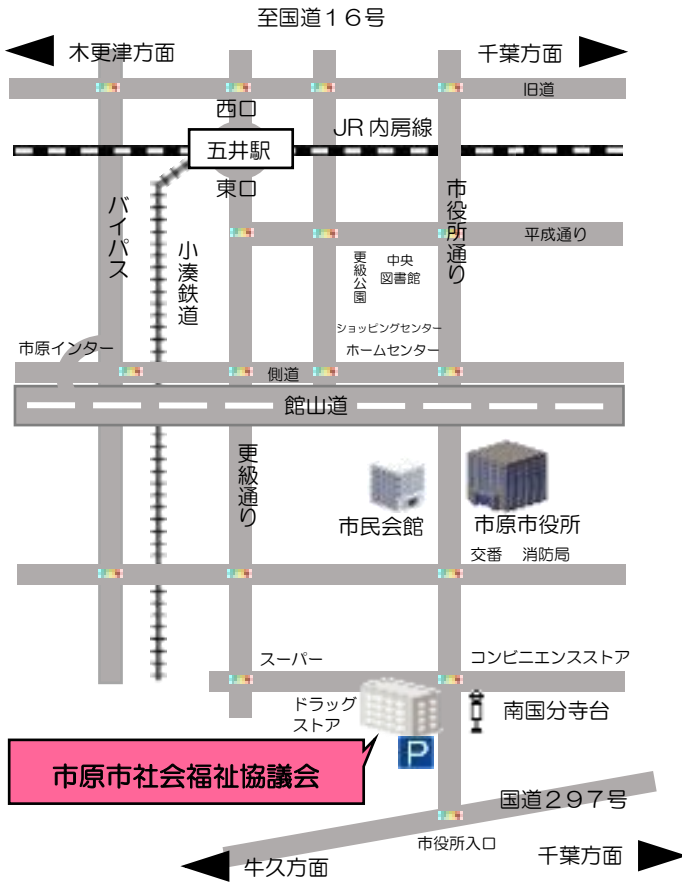 至国道１６号
木更津方面
千葉方面
旧道
西口
JR 内房線
五井駅
東口
バイパス
小湊鉄道
市役所通り
平成通り
更級公園
中央
図書館
ショッピングセンター
ホームセンター
市原インター
側道
館山道
更級通り
市民会館
市原市役所
交番　消防局
スーパー
コンビニエンスストア
ドラッグ
ストア
南国分寺台
P
市原市社会福祉協議会
国道２９７号
市役所入口
牛久方面
千葉方面